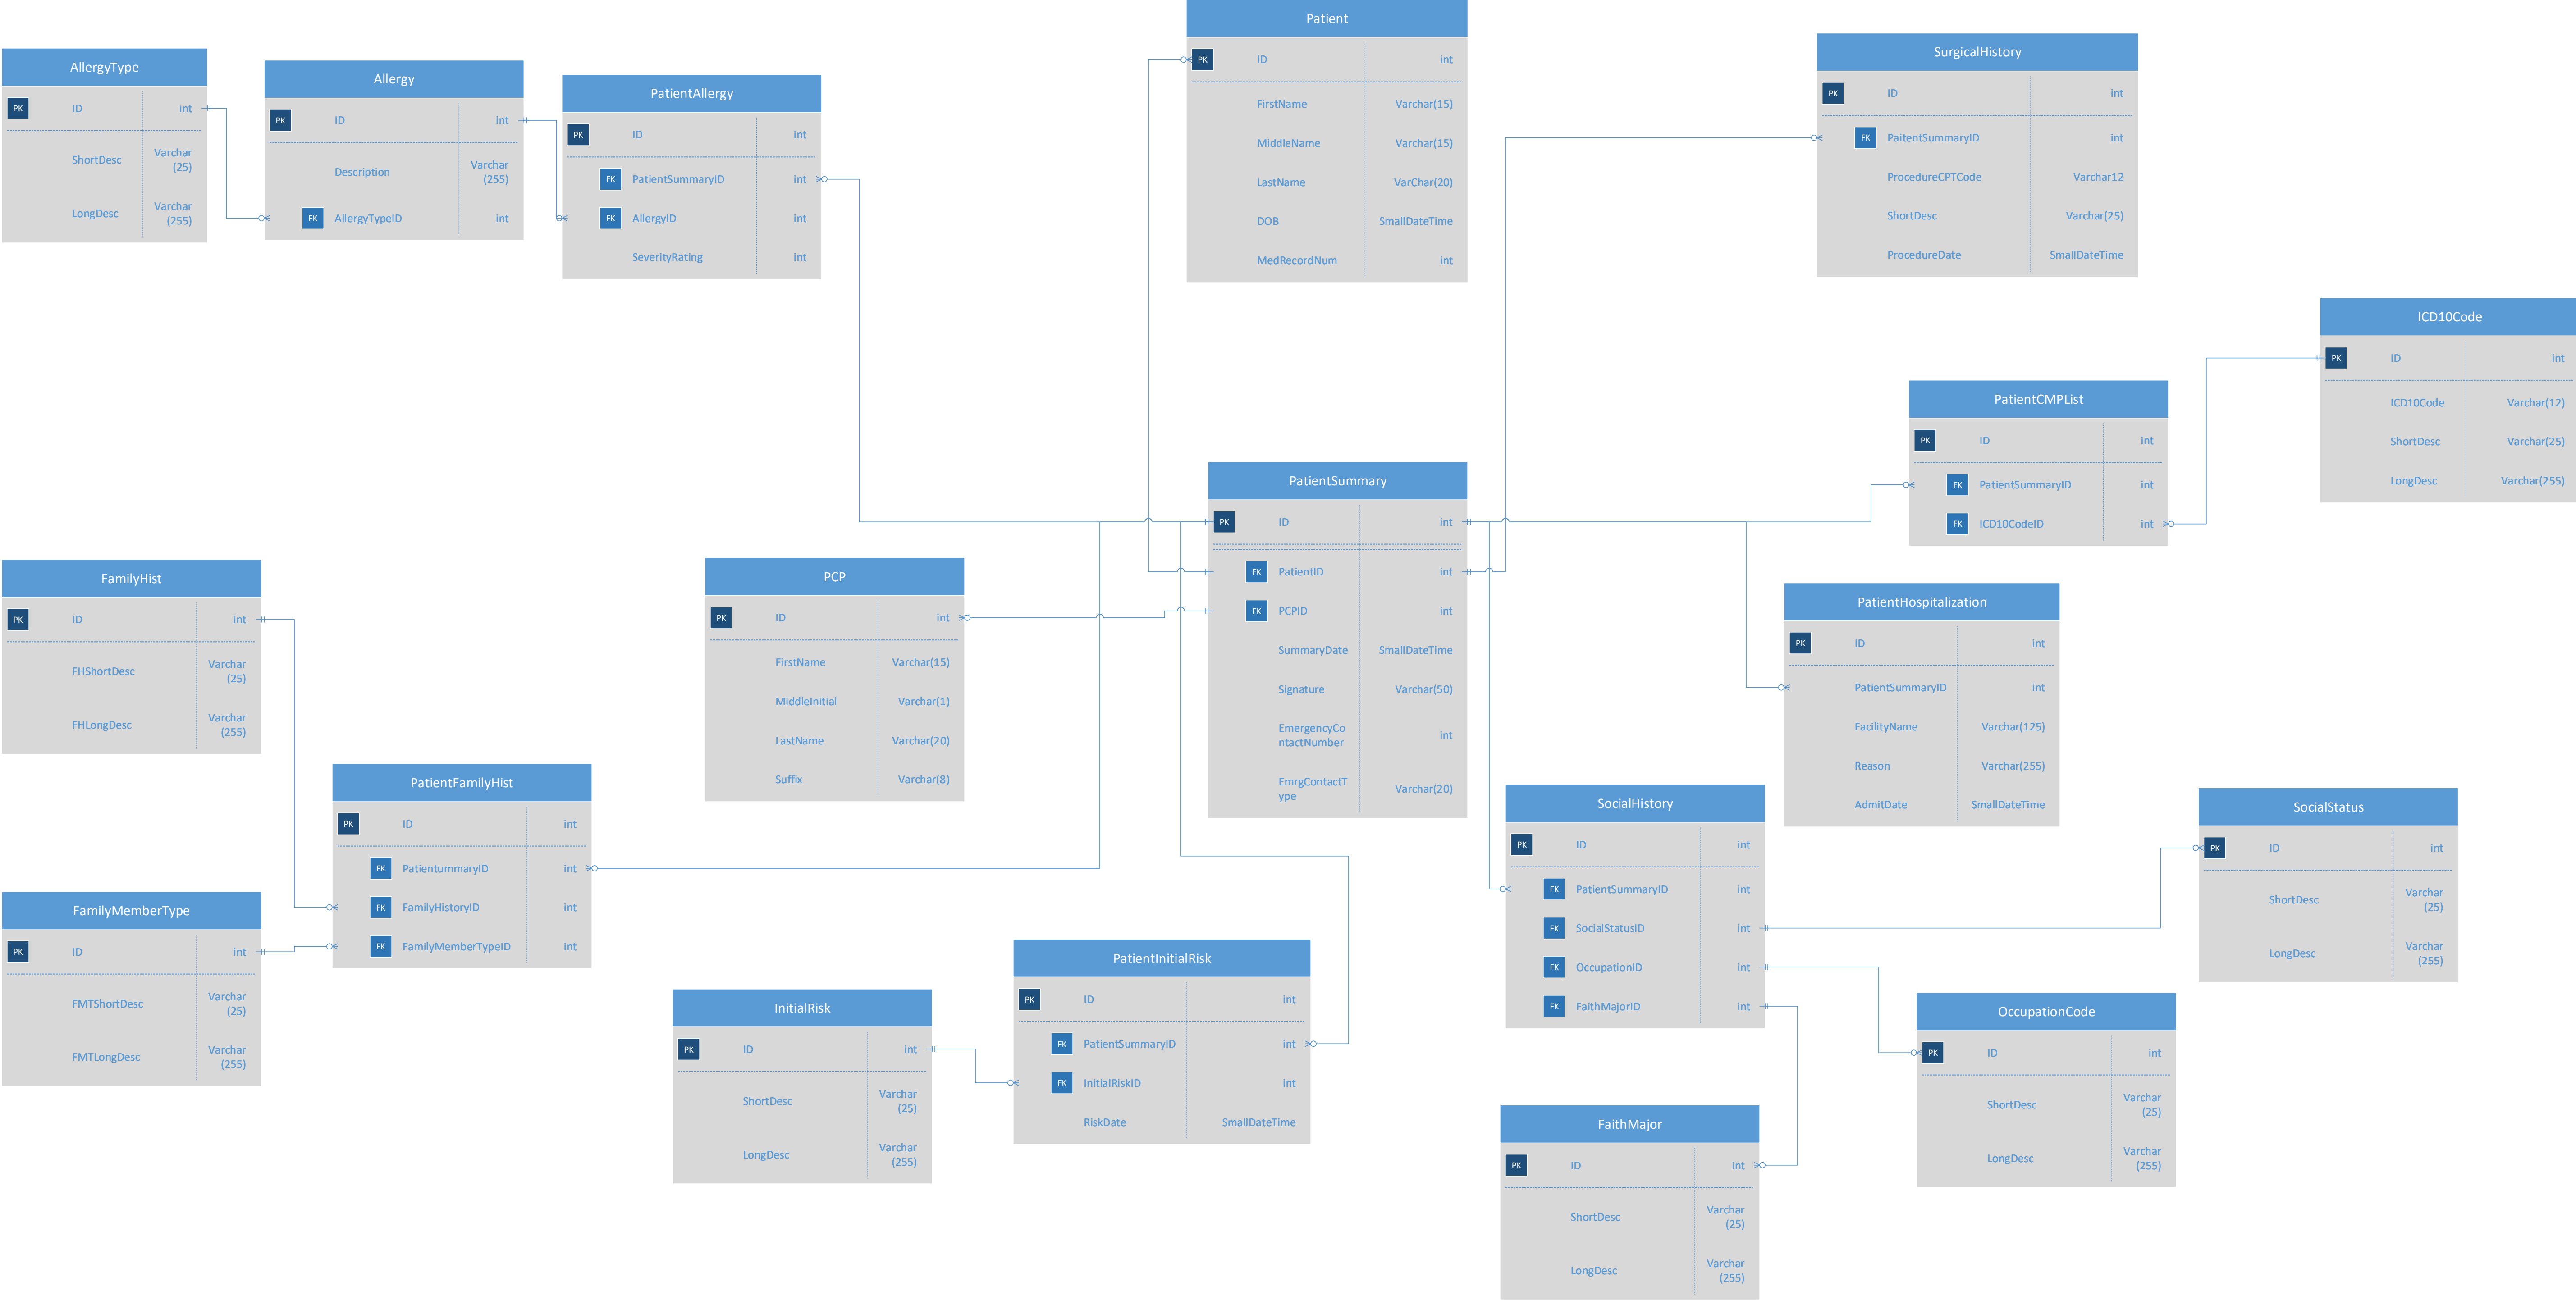 AllergyType
PK ID int
ShortDesc Varchar
(25)
LongDesc Varchar
(255)
Allergy
PK ID int
Description Varchar
(255)
FK AllergyTypeID int
PatientAllergy
PK ID int
FK PatientSummaryID int
FK AllergyID int
SeverityRating int
Patient
PK ID int
FirstName Varchar(15)
MiddleName Varchar(15)
LastName VarChar(20)
DOB SmallDateTime
MedRecordNum int
SurgicalHistory
PK ID int
FK PaitentSummaryID int
ProcedureCPTCode Varchar12
ShortDesc Varchar(25)
ProcedureDate SmallDateTime
ICD10Code
PK ID int
ICD10Code Varchar(12)
ShortDesc Varchar(25)
LongDesc Varchar(255)
PatientCMPList
PK ID int
FK PatientSummaryID int
FK ICD10CodeID int
PatientSummary
PK ID int
FK PatientID int
FK PCPID int
SummaryDate SmallDateTime
Signature Varchar(50)
EmergencyCo
ntactNumber int
EmrgContactT
ype Varchar(20)
PCP
PK ID int
FirstName Varchar(15)
MiddleInitial Varchar(1)
LastName Varchar(20)
Suffix Varchar(8)
FamilyHist
PK ID int
FHShortDesc Varchar
(25)
FHLongDesc Varchar
(255)
PatientHospitalization
PK ID int
PatientSummaryID int
FacilityName Varchar(125)
Reason Varchar(255)
AdmitDate SmallDateTime
PatientFamilyHist
PK ID int
FK PatientummaryID int
FK FamilyHistoryID int
FK FamilyMemberTypeID int
SocialHistory
PK ID int
FK PatientSummaryID int
FK SocialStatusID int
FK OccupationID int
FK FaithMajorID int
SocialStatus
PK ID int
ShortDesc Varchar
(25)
LongDesc Varchar
(255)
FamilyMemberType
PK ID int
FMTShortDesc Varchar
(25)
FMTLongDesc Varchar
(255)
InitialRisk
PK ID int
ShortDesc Varchar
(25)
LongDesc Varchar
(255)
PatientInitialRisk
PK ID int
FK PatientSummaryID int
FK InitialRiskID int
RiskDate SmallDateTime
OccupationCode
PK ID int
ShortDesc Varchar
(25)
LongDesc Varchar
(255)
FaithMajor
PK ID int
ShortDesc Varchar
(25)
LongDesc Varchar
(255)